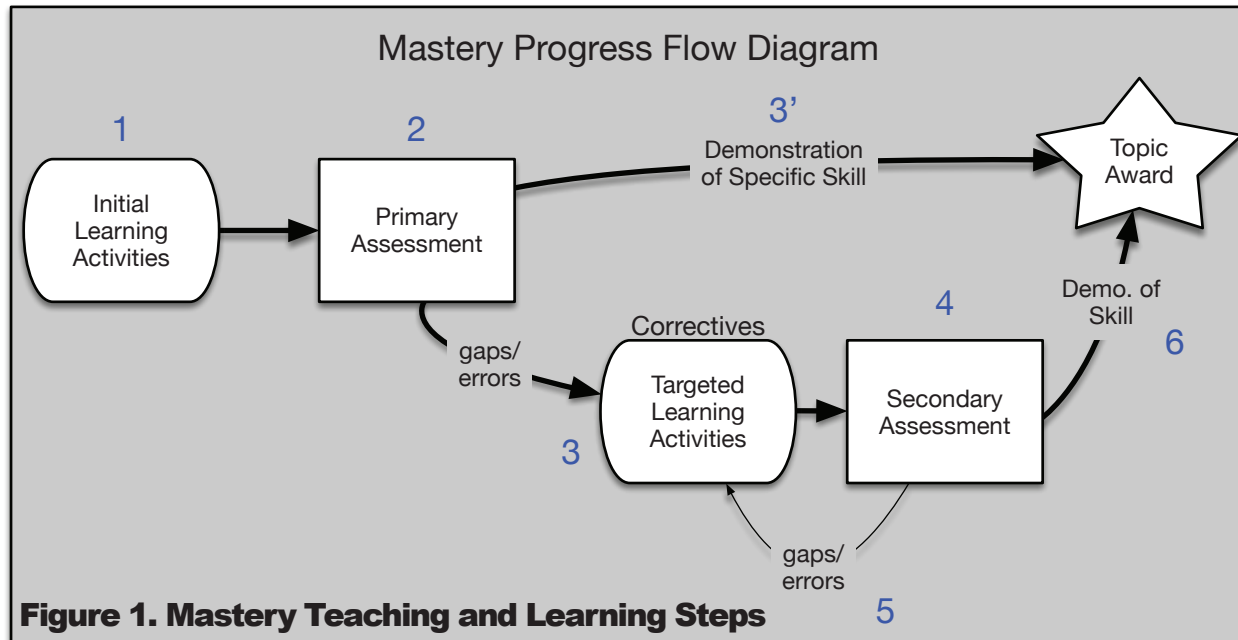 Mastery Progress Flow Diagram
1
Initial
Learning
Activities
2
Primary
Assessment
3’
Demonstration
of Specific Skill
Topic
Award
gaps/
errors
3
Correctives
Targeted
Learning
Activities
4
Secondary
Assessment
gaps/
errors
5
Demo. of
Skill
6
Figure 1. Mastery Teaching and Learning Steps